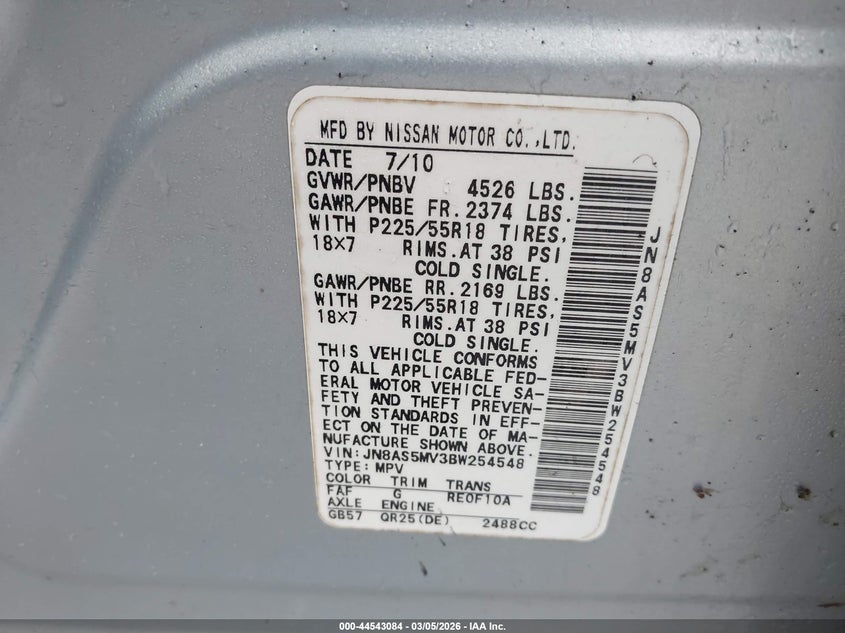 MFD BY NISSAN MOTOR CO.,LTD.
DATE 7/10
GVWR/PNBV 4526 LBS.
GAWR/PNBE FR. 2374 LBS.
WITH P225/55R18 TIRES,
18X7 RIMS.AT 38 PSI
COLD SINGLE.
GAWR/PNBE RR. 2169 LBS.
WITH P225/55R18 TIRES,
18X7 RIMS.AT 38 PSI
COLD SINGLE.
THIS VEHICLE CONFORMS
TO ALL APPLICABLE FED-
ERAL MOTOR VEHICLE SA-
FETY AND THEFT PREVEN-
TION STANDARDS IN EFF-
ECT ON THE DATE OF MA-
NUFACTURE SHOWN ABOVE.
VIN:JN8AS5MV3BW254548
TYPE:MPV
COLOR TRIM TRANS
FAF G RE0F10A
AXLE ENGINE
GB57 QR25(DE) 2488CC
JN8AS5MV3BW254548
000-44543084 - 03/05/2026 - IAA Inc.